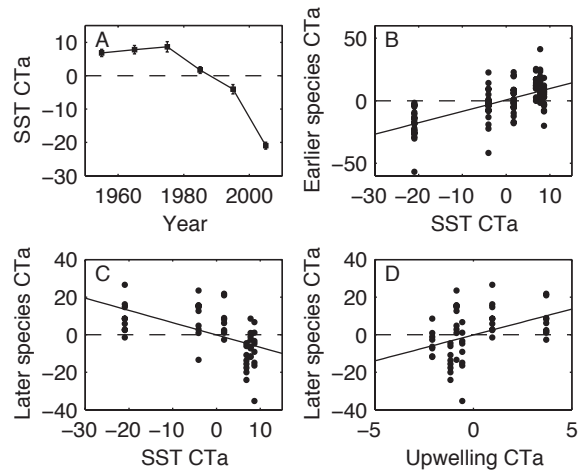 A
SST CTa
10
0
−10
−20
−30
1960
1980
2000
Year
B
Earlier species CTa
50
0
−50
−30
−20
−10
0
10
SST CTa
C
Later species CTa
40
20
0
−20
−40
−30
−20
−10
0
10
SST CTa
D
Later species CTa
40
20
0
−20
−40
−5
0
5
Upwelling CTa